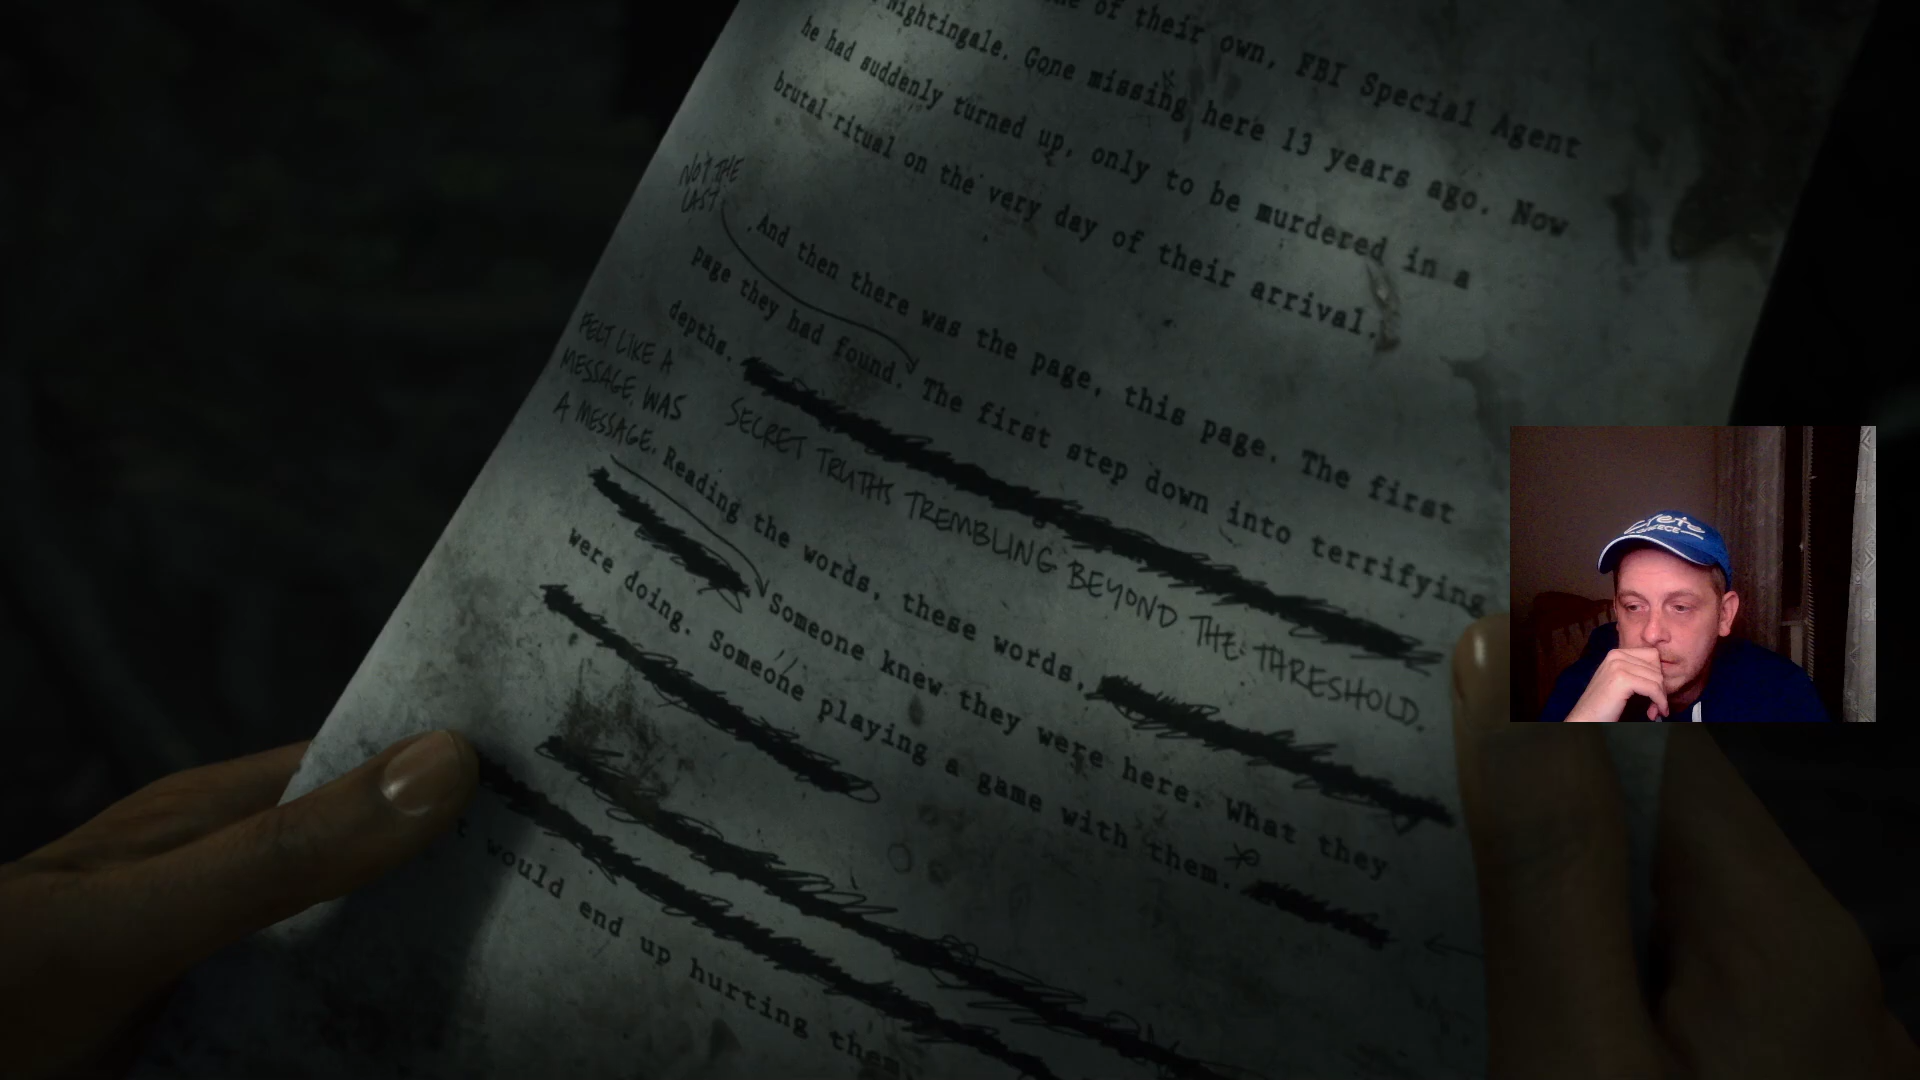 of their own, FBI Special Agent
Nightingale. Gone missing here 13 years ago. Now
he had suddenly turned up, only to be murdered in a
brutal ritual on the very day of their arrival.
NOT THE
LAST.
And then there was the page, this page. The first
page they had found. The first step down into terrifying
depths.
SECRET TRUTHS TREMBLING BEYOND THE THRESHOLD.
FELT LIKE A
MESSAGE, WAS
A MESSAGE.
Reading the words, these words,
Someone knew they were here. What they
were doing. Someone playing a game with them.
would end up hurting them
Crete
GREECE